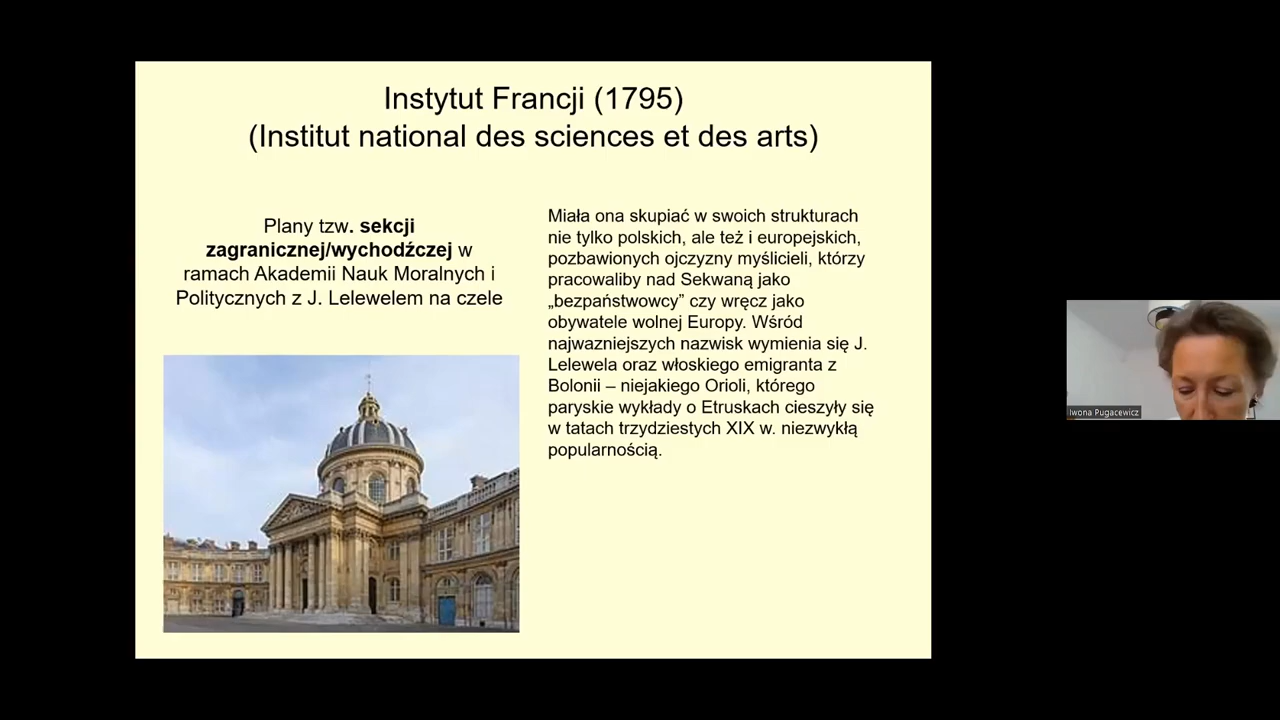 Instytut Francji (1795)
(Institut national des sciences et des arts)
Plany tzw. sekcji
zagranicznej/wychodźczej w
ramach Akademii Nauk Moralnych i
Politycznych z J. Lelewelem na czele
Miała ona skupiać w swoich strukturach
nie tylko polskich, ale też i europejskich,
pozbawionych ojczyzny myślicieli, którzy
pracowaliby nad Sekwaną jako
„bezpaństwowcy” czy wręcz jako
obywatele wolnej Europy. Wśród
najwazniejszych nazwisk wymienia się J.
Lelewela oraz włoskiego emigranta z
Bolonii – niejakiego Orioli, którego
paryskie wykłady o Etruskach cieszyły się
w tatach trzydziestych XIX w. niezwykłą
popularnością.
Iwona Pugacewicz